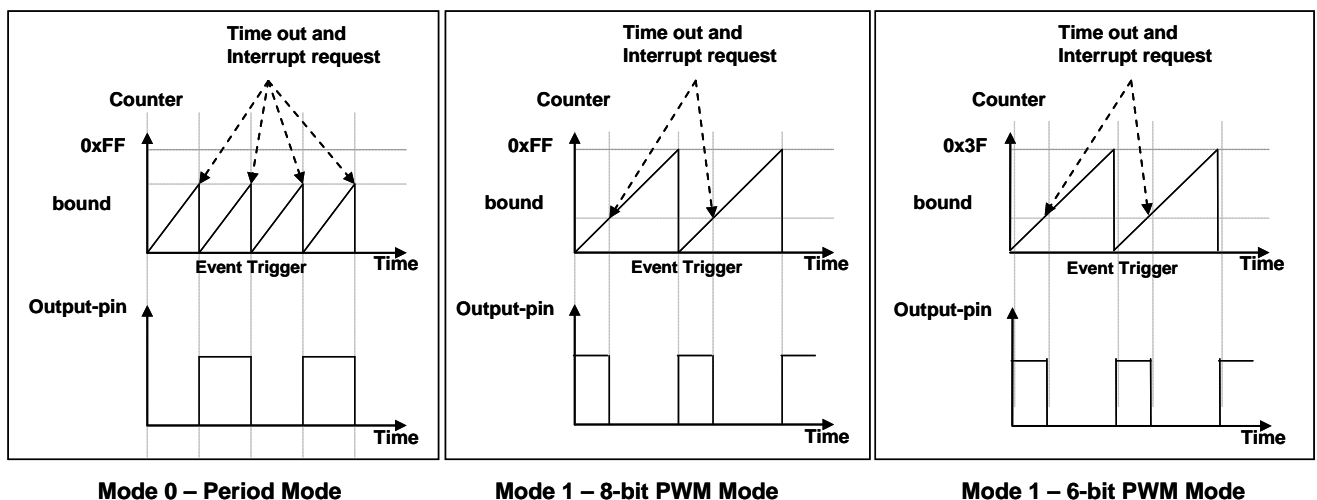 Time out and
Interrupt request
Counter
0xFF
bound
Event Trigger
Time
Output-pin
Time
Mode 0 – Period Mode
Time out and
Interrupt request
Counter
0xFF
bound
Event Trigger
Time
Output-pin
Time
Mode 1 – 8-bit PWM Mode
Time out and
Interrupt request
Counter
0x3F
bound
Event Trigger
Time
Output-pin
Time
Mode 1 – 6-bit PWM Mode